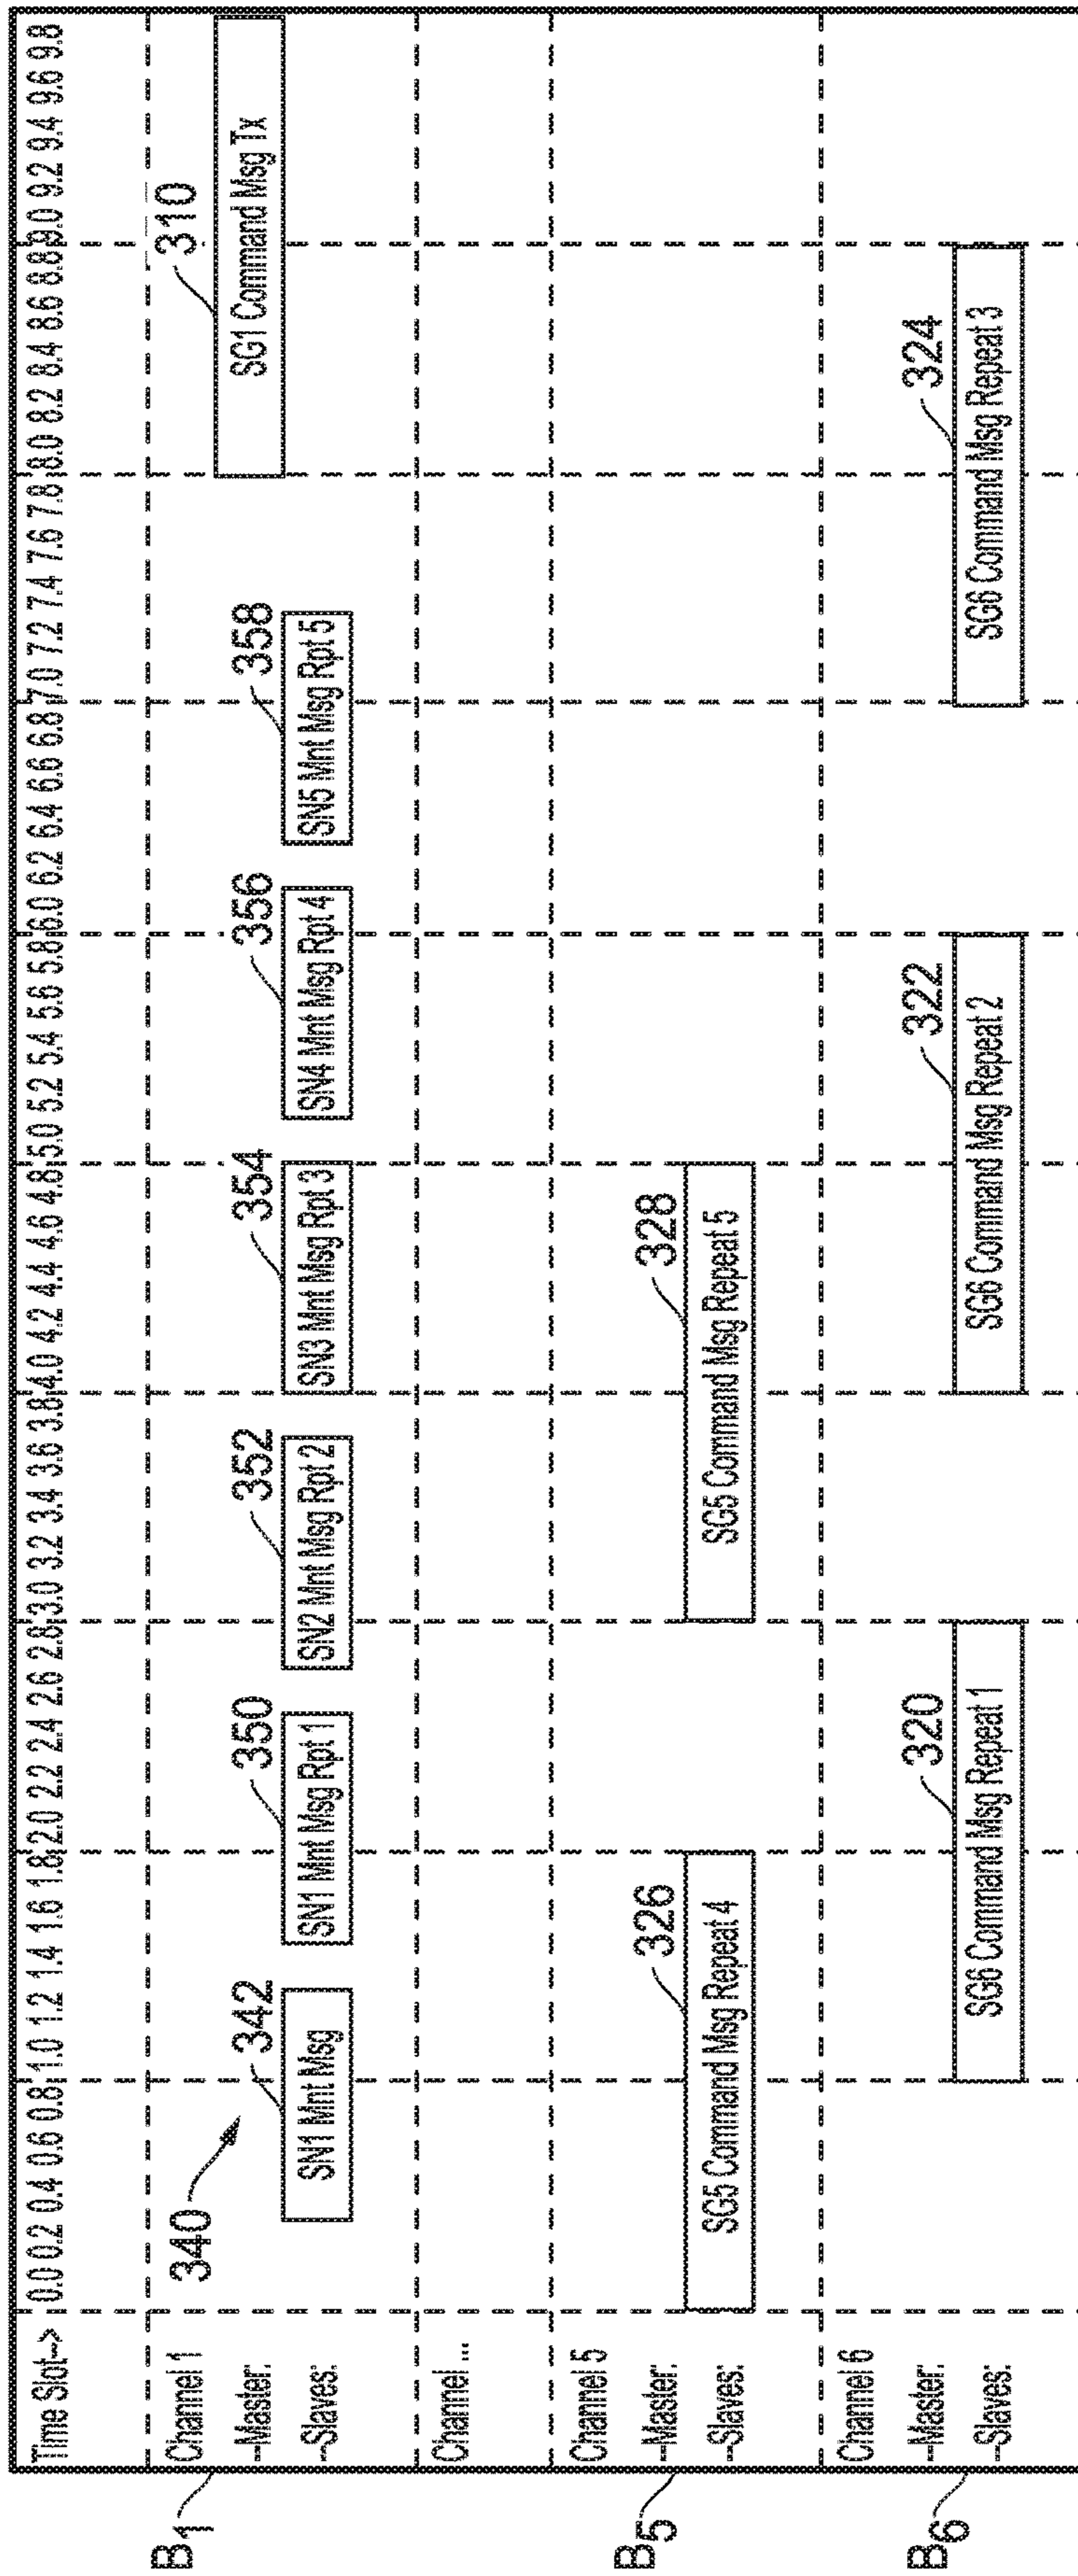 Time Slot--> 0.0 0.2 0.4 0.6 0.8 1.0 1.2 1.4 1.6 1.8 2.0 2.2 2.4 2.6 2.8 3.0 3.2 3.4 3.6 3.8 4.0 4.2 4.4 4.6 4.8 5.0 5.2 5.4 5.6 5.8 6.0 6.2 6.4 6.6 6.8 7.0 7.2 7.4 7.6 7.8 8.0 8.2 8.4 8.6 8.8 9.0 9.2 9.4 9.6 9.8
B1
Channel 1
340
310
--Master:
342
350
352
354
356
358
SG1 Command Msg Tx
--Slaves:
SN1 Mnt Msg
SN1 Mnt Msg Rpt 1
SN2 Mnt Msg Rpt 2
SN3 Mnt Msg Rpt 3
SN4 Mnt Msg Rpt 4
SN5 Mnt Msg Rpt 5
Channel ...
B5
Channel 5
--Master:
326
328
--Slaves:
SG5 Command Msg Repeat 4
SG5 Command Msg Repeat 5
B6
Channel 6
--Master:
320
322
324
--Slaves:
SG6 Command Msg Repeat 1
SG6 Command Msg Repeat 2
SG6 Command Msg Repeat 3